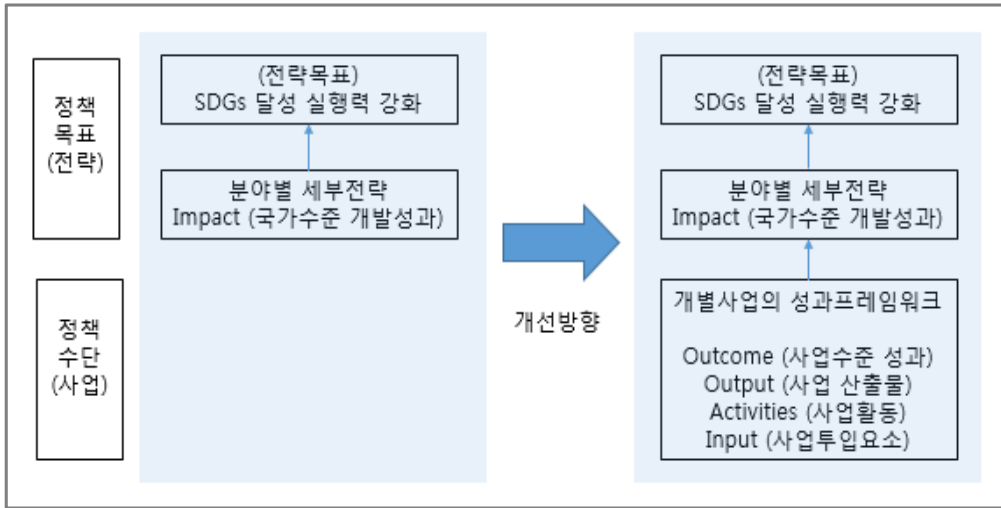 정책
목표
(전략)
정책
수단
(사업)
(전략목표)
SDGs 달성 실행력 강화
분야별 세부전략
Impact (국가수준 개발성과)
개선방향
(전략목표)
SDGs 달성 실행력 강화
분야별 세부전략
Impact (국가수준 개발성과)
개별사업의 성과프레임워크
Outcome (사업수준 성과)
Output (사업 산출물)
Activities (사업활동)
Input (사업투입요소)